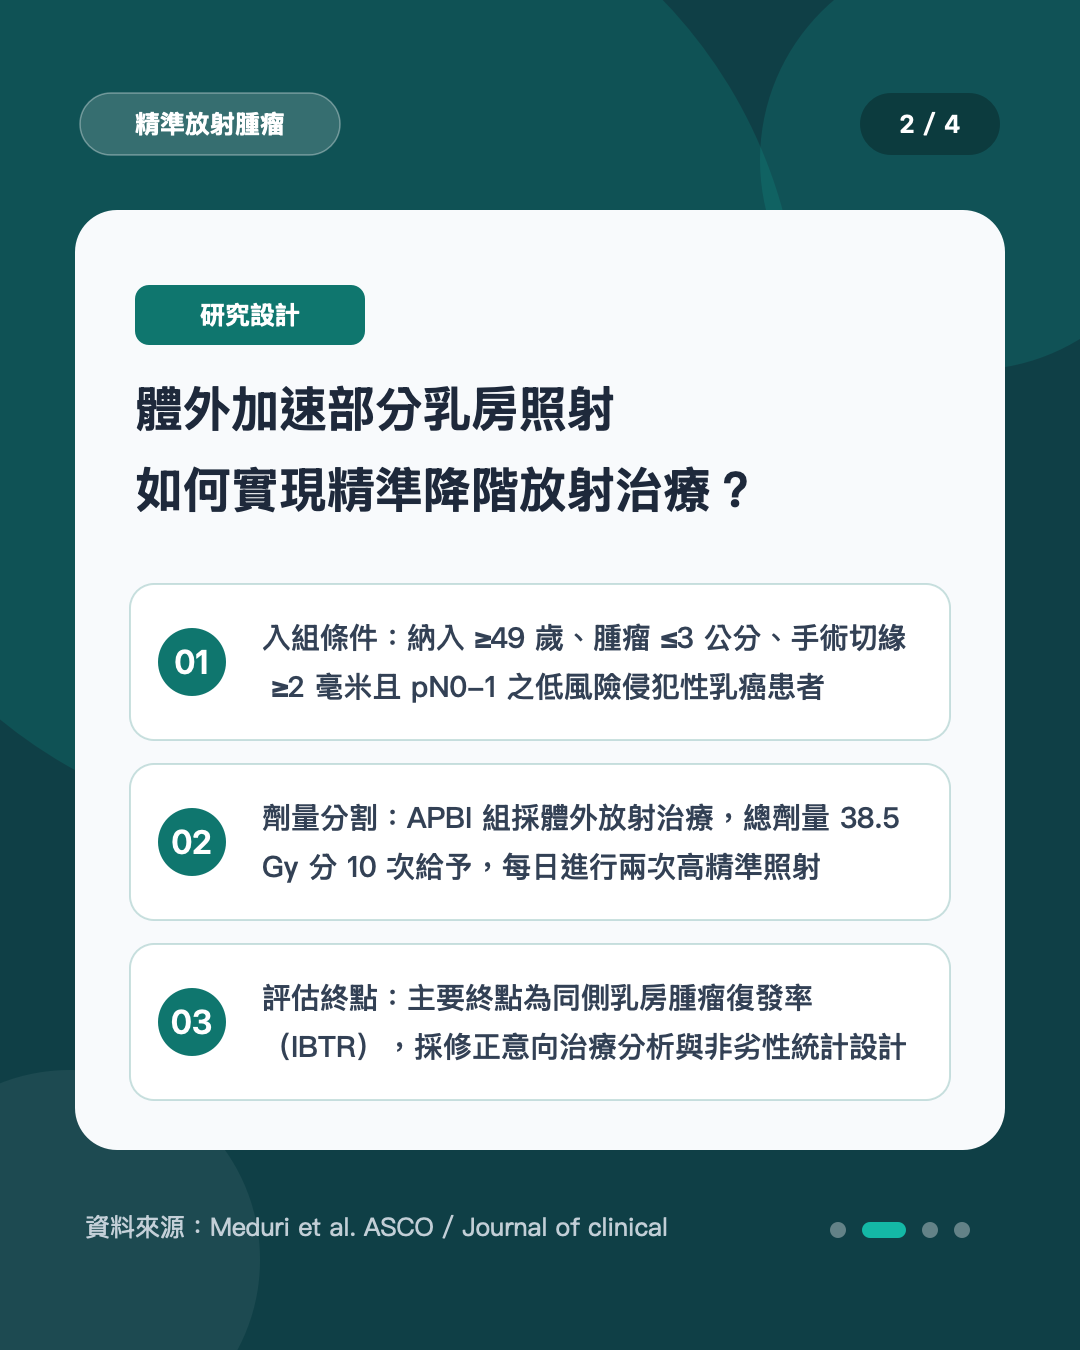 精準放射腫瘤
2 / 4
研究設計
體外加速部分乳房照射
如何實現精準降階放射治療？
01
入組條件：納入 ≥49 歲、腫瘤 ≤3 公分、手術切緣
≥2 毫米且 pN0–1 之低風險侵犯性乳癌患者
02
劑量分割：APBI 組採體外放射治療，總劑量 38.5
Gy 分 10 次給予，每日進行兩次高精準照射
03
評估終點：主要終點為同側乳房腫瘤復發率
（IBTR），採修正意向治療分析與非劣性統計設計
資料來源：Meduri et al. ASCO / Journal of clinical